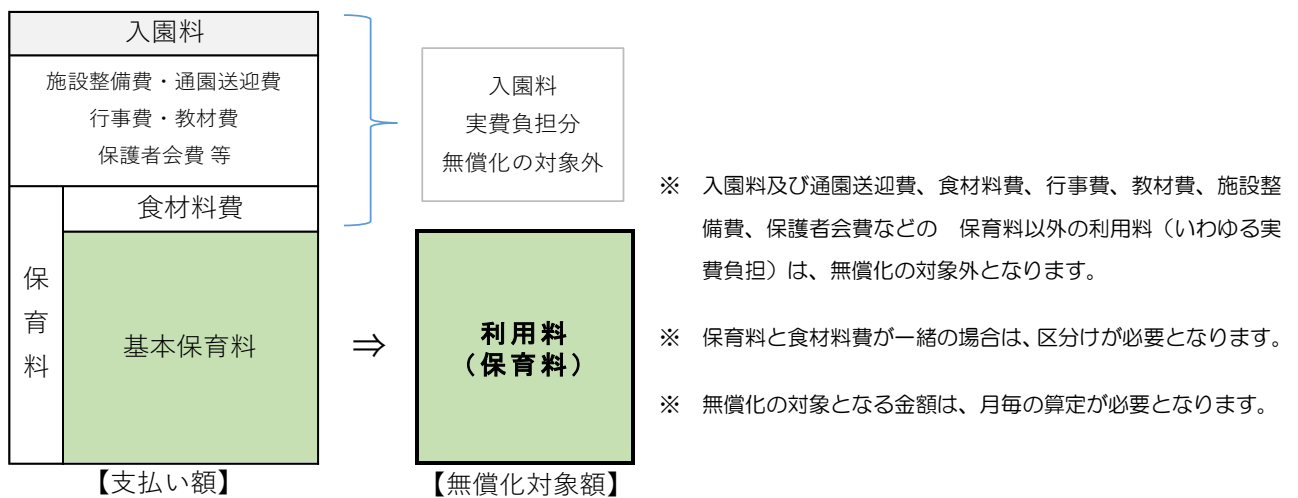 入園料
施設整備費・通園送迎費
行事費・教材費
保護者会費 等
保育料
食材料費
基本保育料
【支払い額】
入園料
実費負担分
無償化の対象外
⇒
利用料
（保育料）
【無償化対象額】
※ 入園料及び通園送迎費、食材料費、行事費、教材費、施設整
備費、保護者会費などの 保育料以外の利用料（いわゆる実
費負担）は、無償化の対象外となります。
※ 保育料と食材料費が一緒の場合は、区分けが必要となります。
※ 無償化の対象となる金額は、月毎の算定が必要となります。